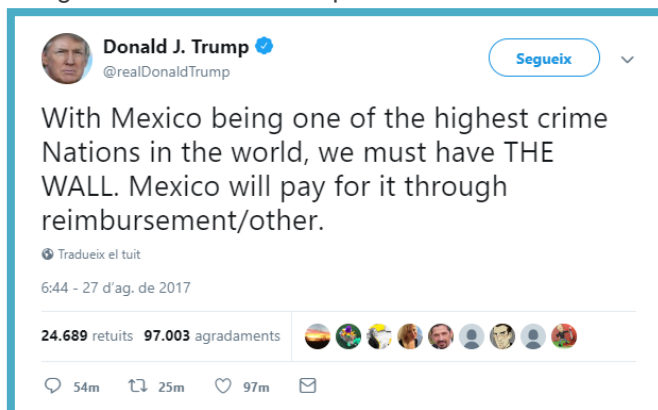 Donald J. Trump
@realDonaldTrump
Segueix
With Mexico being one of the highest crime
Nations in the world, we must have THE
WALL. Mexico will pay for it through
reimbursement/other.
Tradueix el tuit
6:44 - 27 d'ag. de 2017
24.689 retuits 97.003 agradaments
54m 25m 97m